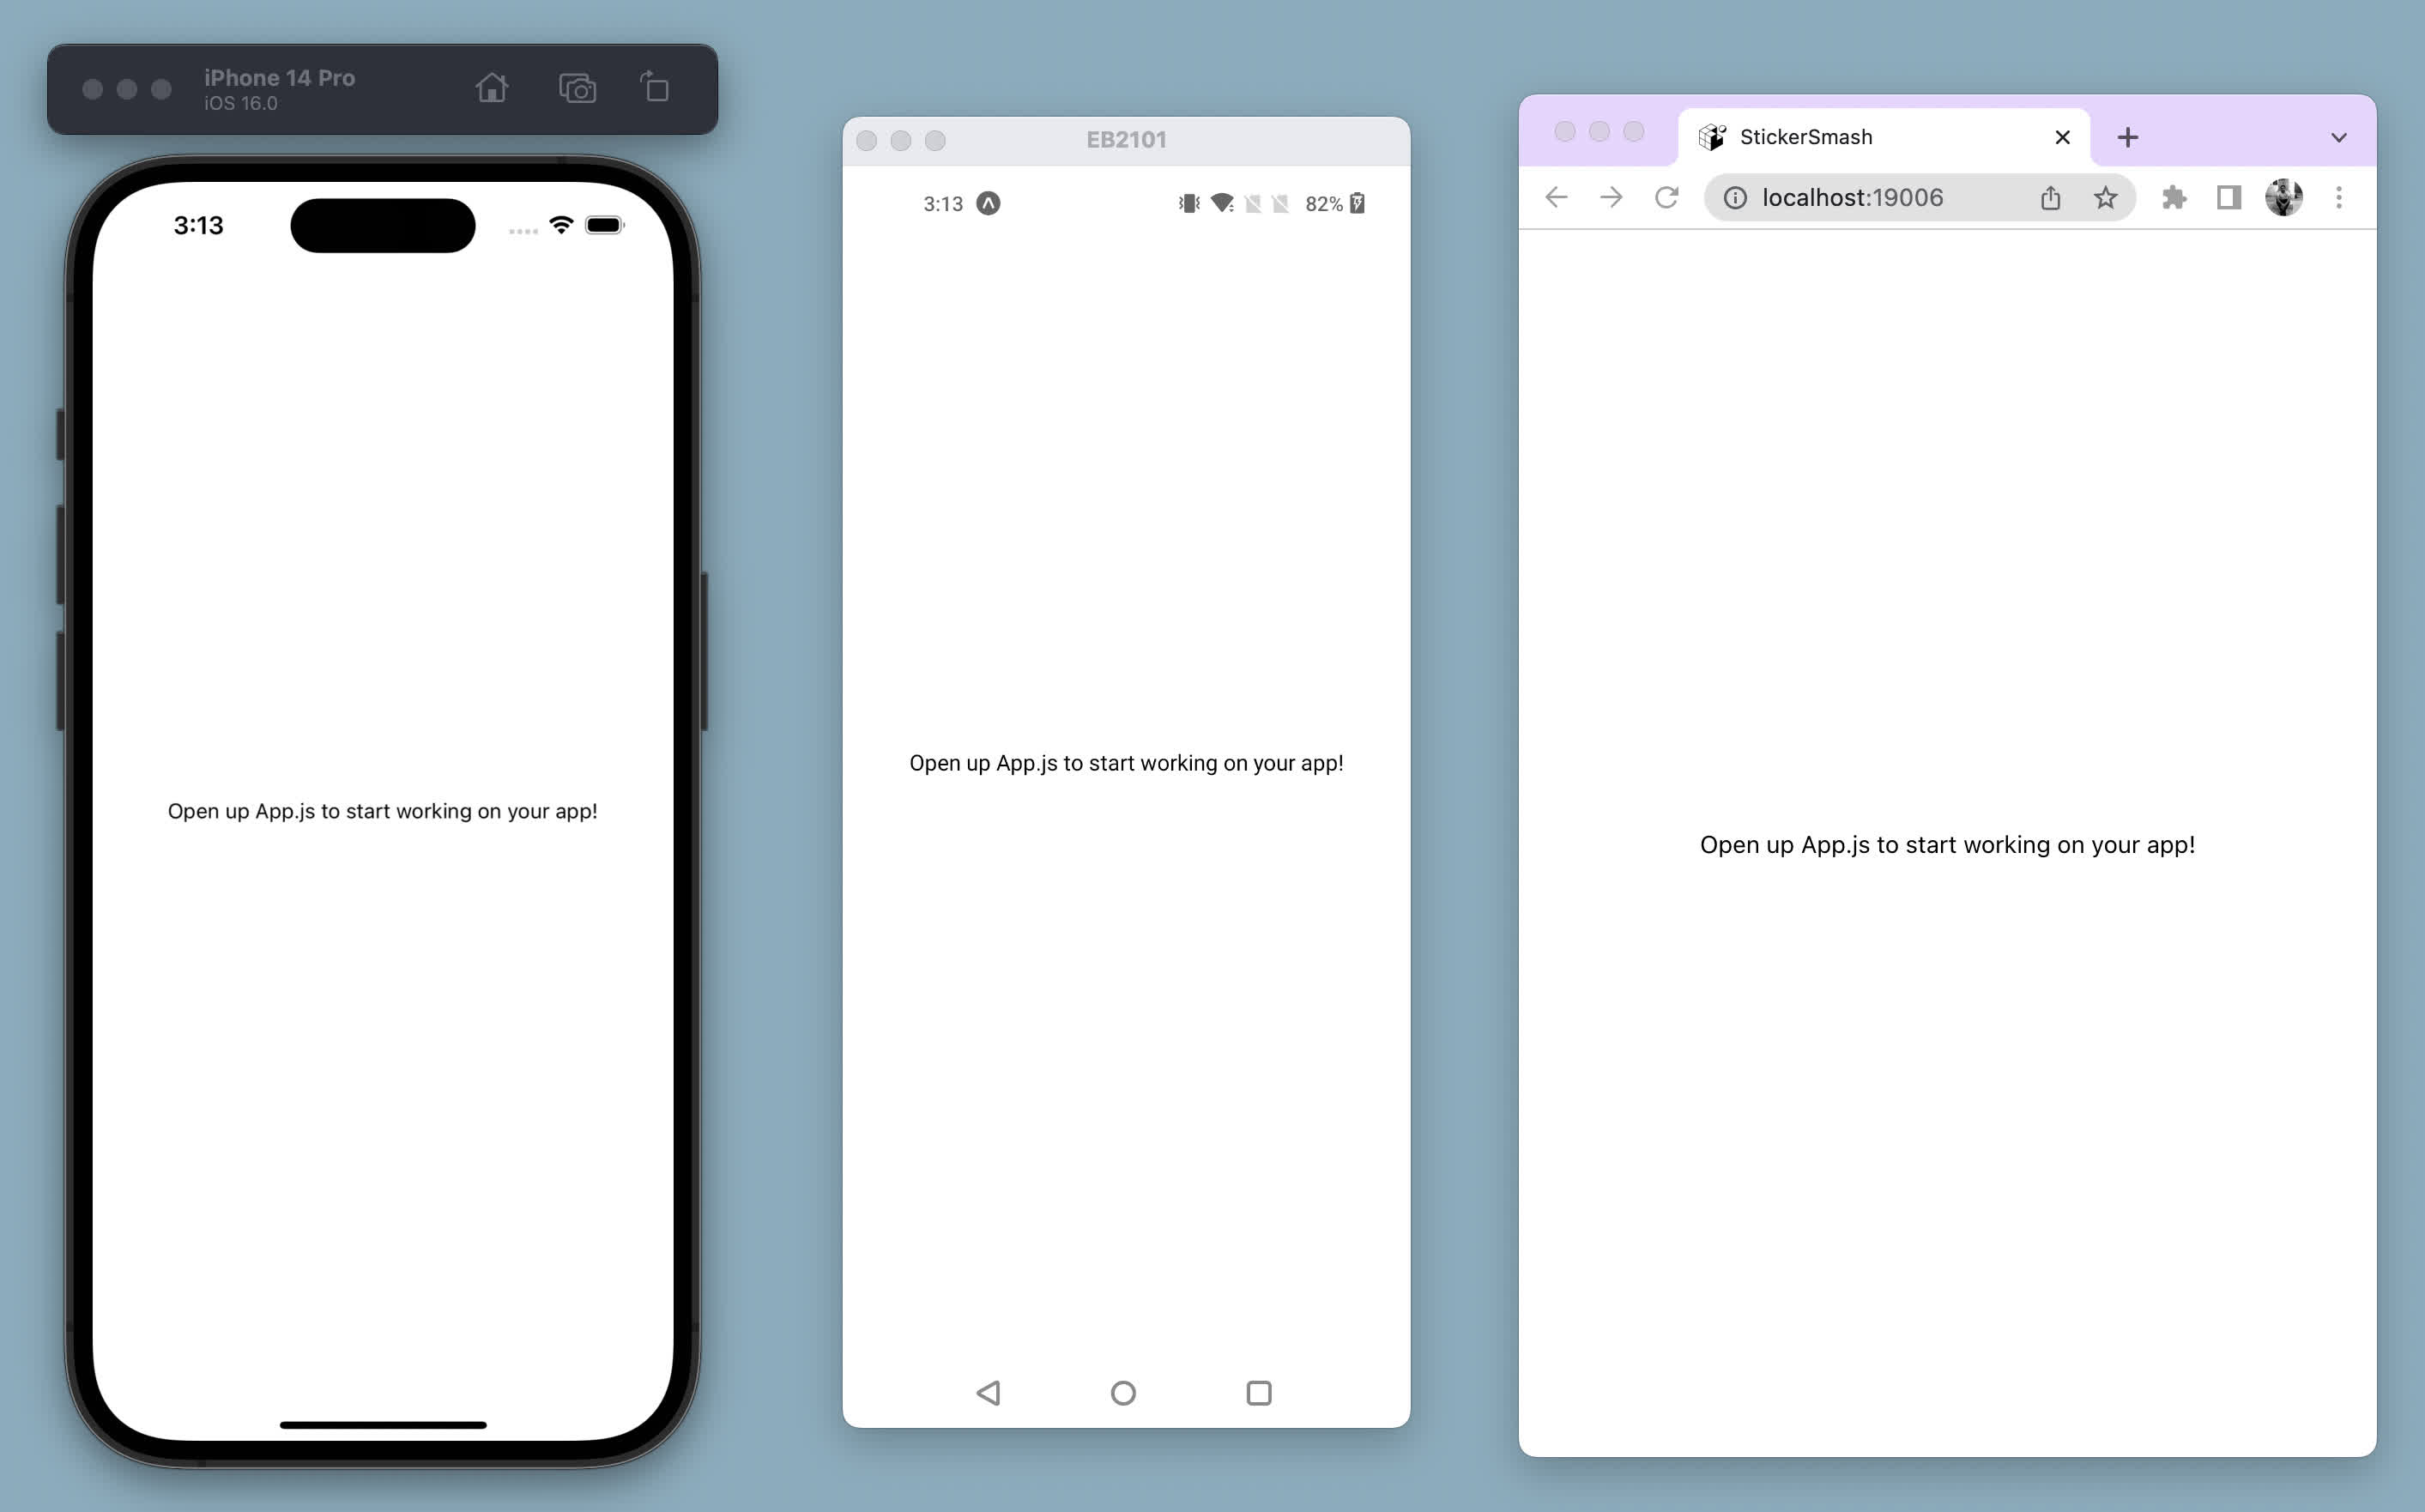 iPhone 14 Pro
iOS 16.0
3:13
Open up App.js to start working on your app!
EB2101
3:13
82%
Open up App.js to start working on your app!
StickerSmash
localhost:19006
Open up App.js to start working on your app!